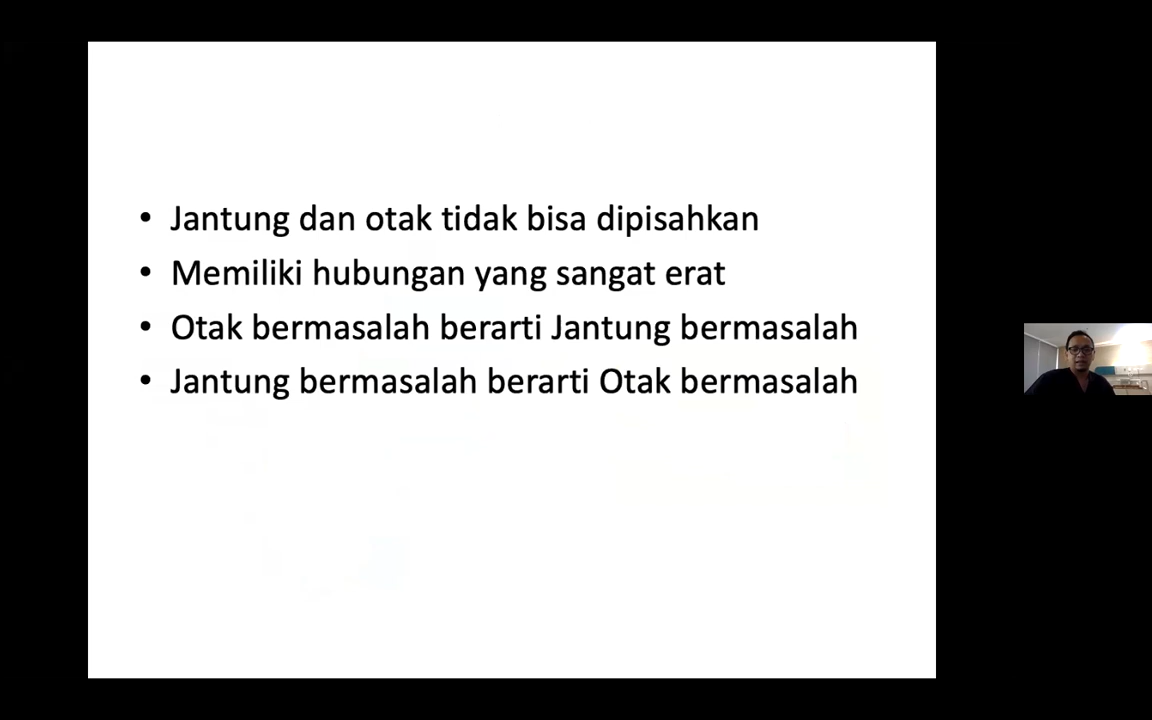 • Jantung dan otak tidak bisa dipisahkan
• Memiliki hubungan yang sangat erat
• Otak bermasalah berarti Jantung bermasalah
• Jantung bermasalah berarti Otak bermasalah